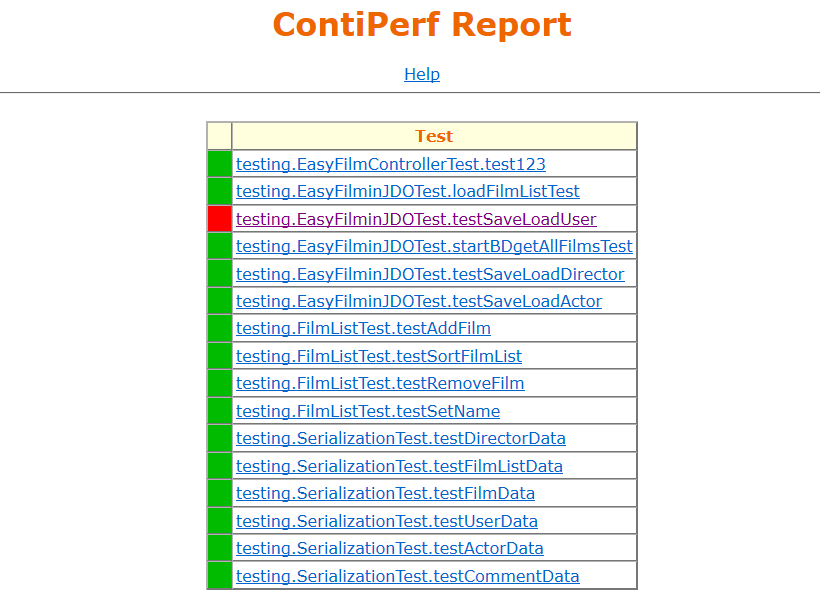 ContiPerf Report
Help
Test
testing.EasyFilmControllerTest.test123
testing.EasyFilminJDOTest.loadFilmListTest
testing.EasyFilminJDOTest.testSaveLoadUser
testing.EasyFilminJDOTest.startBDgetAllFilmsTest
testing.EasyFilminJDOTest.testSaveLoadDirector
testing.EasyFilminJDOTest.testSaveLoadActor
testing.FilmListTest.testAddFilm
testing.FilmListTest.testSortFilmList
testing.FilmListTest.testRemoveFilm
testing.FilmListTest.testSetName
testing.SerializationTest.testDirectorData
testing.SerializationTest.testFilmListData
testing.SerializationTest.testFilmData
testing.SerializationTest.testUserData
testing.SerializationTest.testActorData
testing.SerializationTest.testCommentData